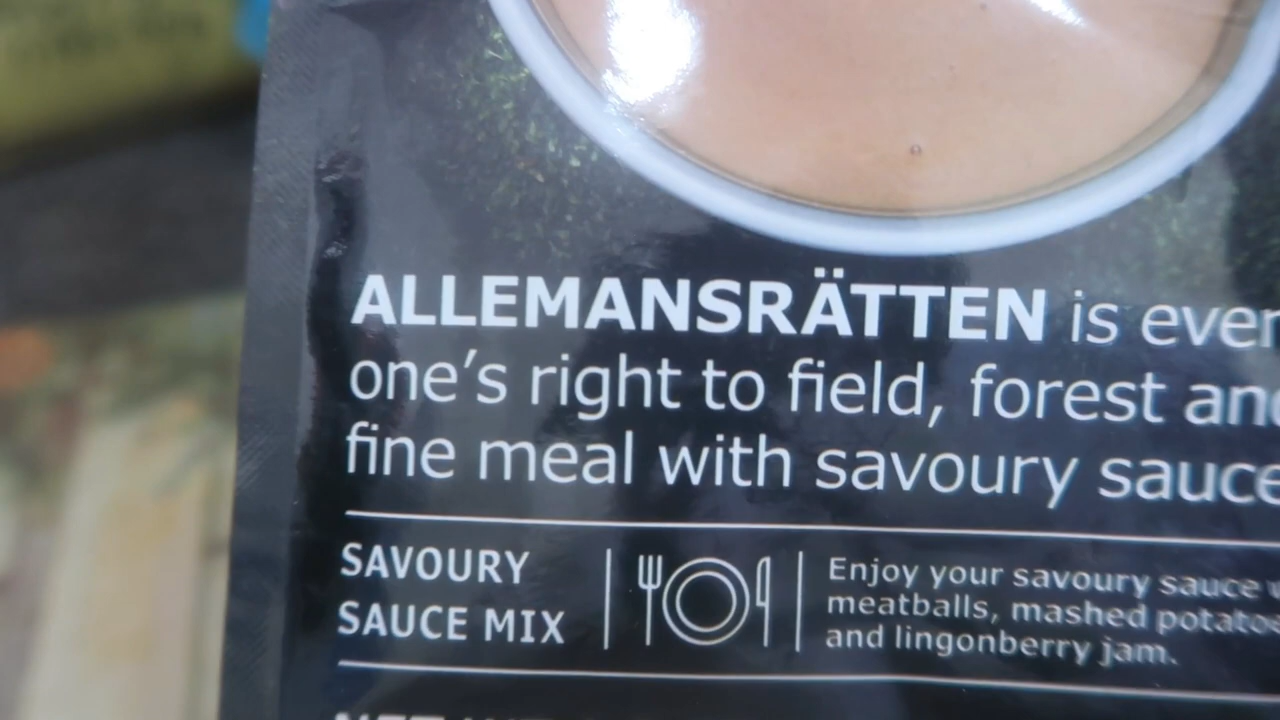 ALLEMANSRÄTTEN is ever
one's right to field, forest and
fine meal with savoury sauce
SAVOURY
SAUCE MIX
Enjoy your savoury sauce
meatballs, mashed potatoes
and lingonberry jam.